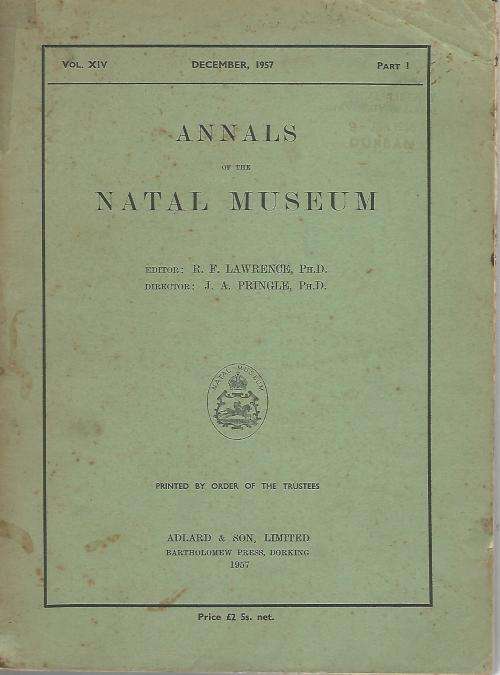 VOL. XIV DECEMBER, 1957 PART 1
ANNALS
OF THE
NATAL MUSEUM
EDITOR: R. F. LAWRENCE, PH.D.
DIRECTOR: J. A. PRINGLE, PH.D.
NATAL MUSEUM
PRINTED BY ORDER OF THE TRUSTEES
ADLARD & SON, LIMITED
BARTHOLOMEW PRESS, DORKING
1957
Price £2 5s. net.